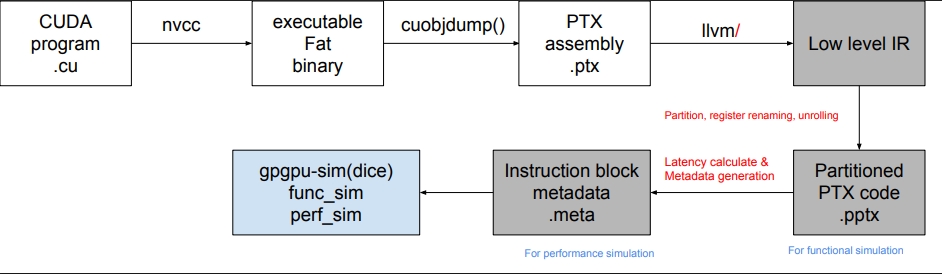 CUDA
program
.cu
nvcc
executable
Fat
binary
cuobjdump()
PTX
assembly
.ptx
llvm/
Low level IR
Partition, register renaming, unrolling
gpgpu-sim(dice)
func_sim
perf_sim
Instruction block
metadata
.meta
Latency calculate &
Metadata generation
Partitioned
PTX code
.pptx
For performance simulation
For functional simulation